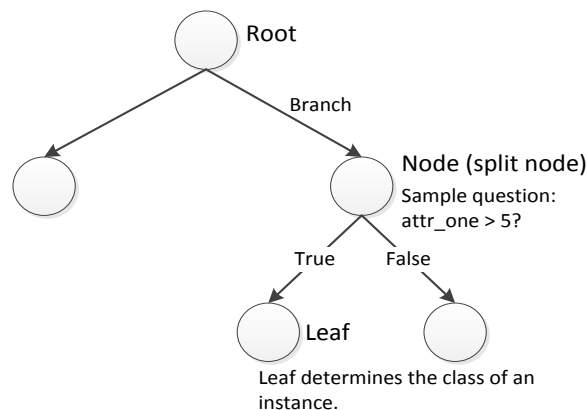 Root
Branch
Node (split node)
Sample question:
attr_one > 5?
True
False
Leaf
Leaf determines the class of an
instance.